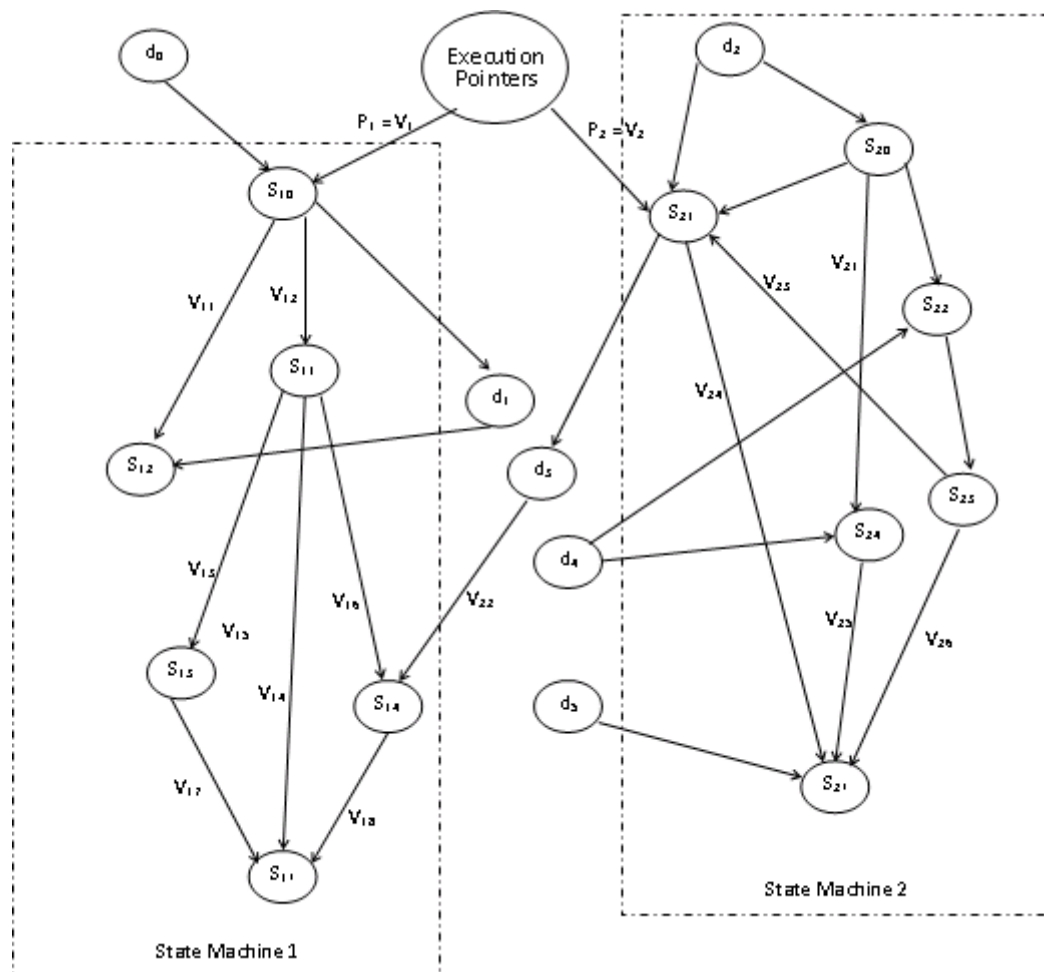 d₀
Execution
Pointers
d₂
P₁ = V₁
P₂ = V₂
S₂₀
S₁₀
S₂₁
V₂₁
V₂₅
V₁₁
V₁₂
S₂₂
S₁₁
V₂₄
d₁
S₁₂
d₅
S₂₅
S₂₄
d₄
V₁₅
V₁₆
V₂₂
V₁₃
V₂₃
V₂₆
S₁₅
V₁₄
S₁₄
d₃
V₁₇
V₁₈
S₂₁
S₁₁
State Machine 2
State Machine 1